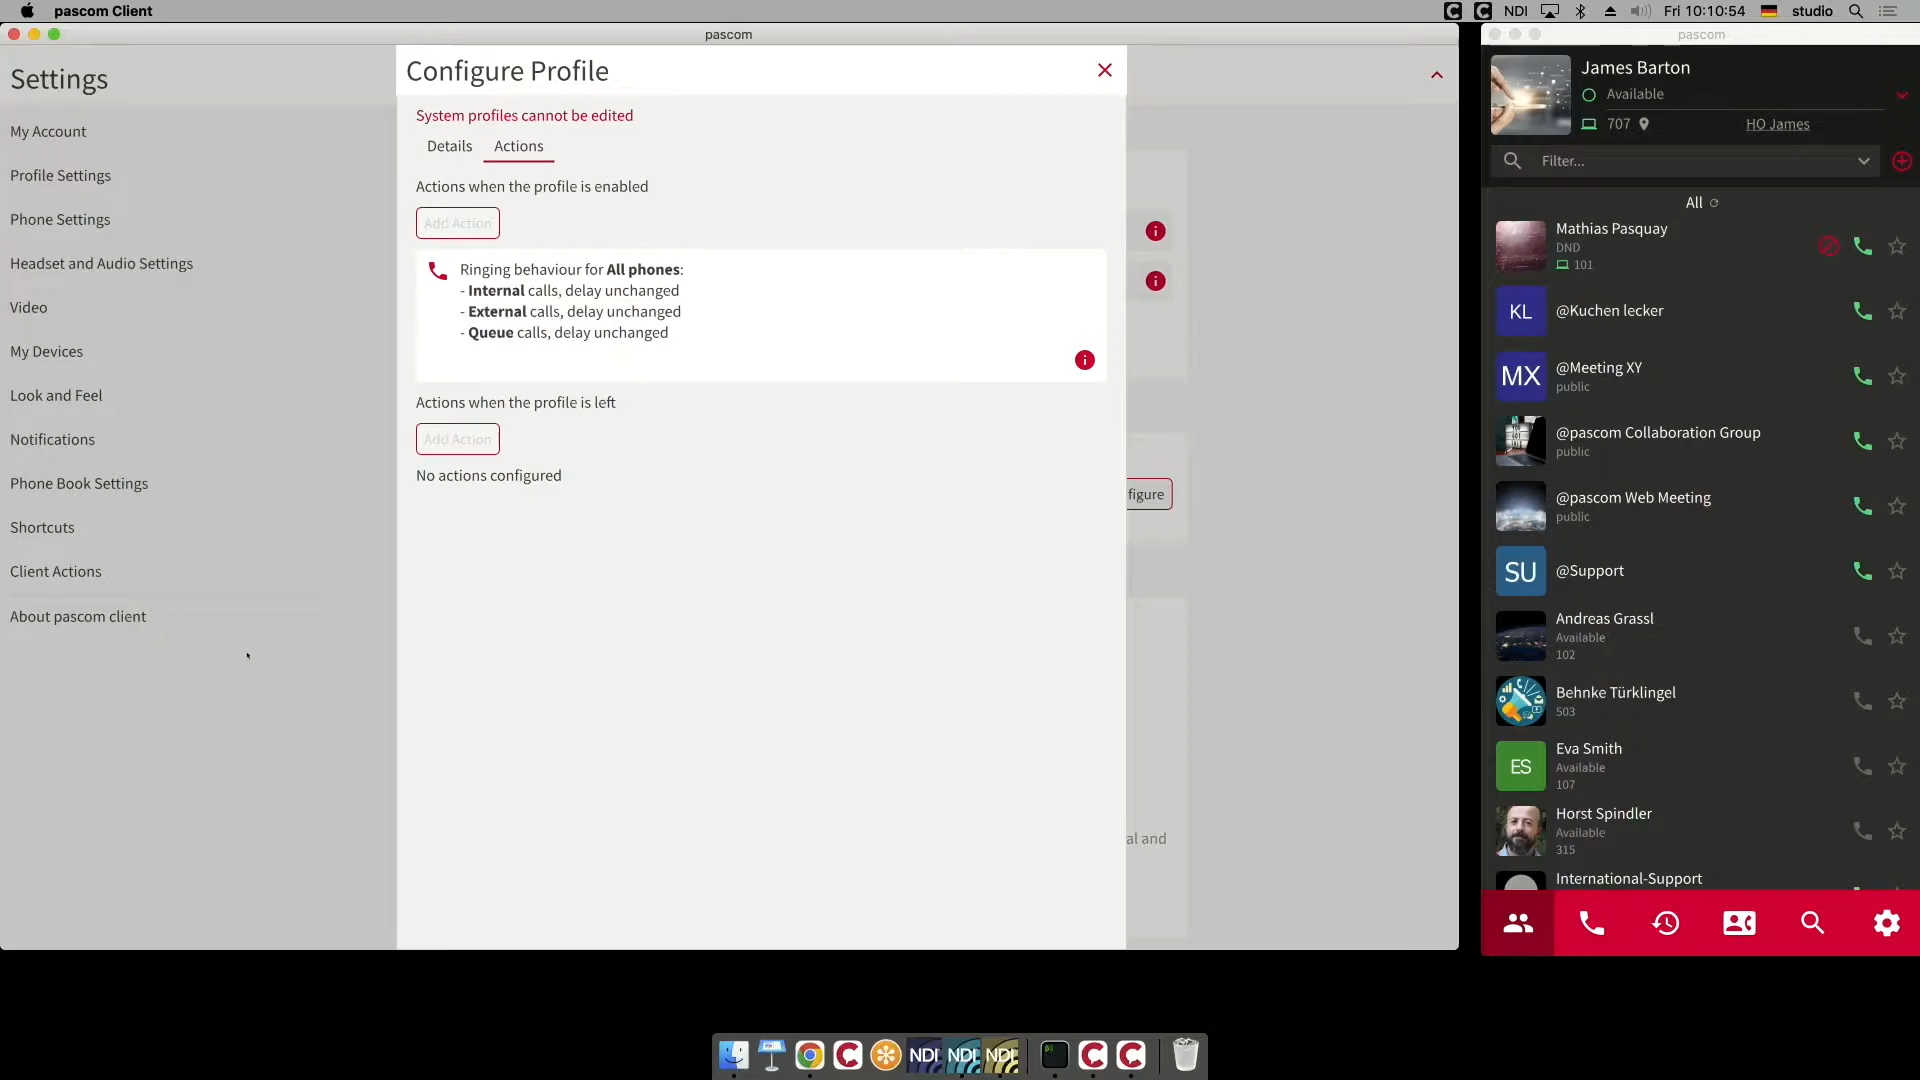 pascom Client
NDI
Fri 10:10:54
studio
pascom
Settings
My Account
Profile Settings
Phone Settings
Headset and Audio Settings
Video
My Devices
Look and Feel
Notifications
Phone Book Settings
Shortcuts
Client Actions
About pascom client
Configure Profile
System profiles cannot be edited
Details
Actions
Actions when the profile is enabled
Add Action
Ringing behaviour for All phones:
- Internal calls, delay unchanged
- External calls, delay unchanged
- Queue calls, delay unchanged
Actions when the profile is left
Add Action
No actions configured
figure
al and
pascom
James Barton
Available
707
HO James
Filter...
All
Mathias Pasquay
DND
101
KL
@Kuchen lecker
MX
@Meeting XY
public
@pascom Collaboration Group
public
@pascom Web Meeting
public
SU
@Support
Andreas Grassl
Available
102
Behnke Türklingel
503
ES
Eva Smith
Available
107
Horst Spindler
Available
315
International-Support
NDI
NDI
NDI